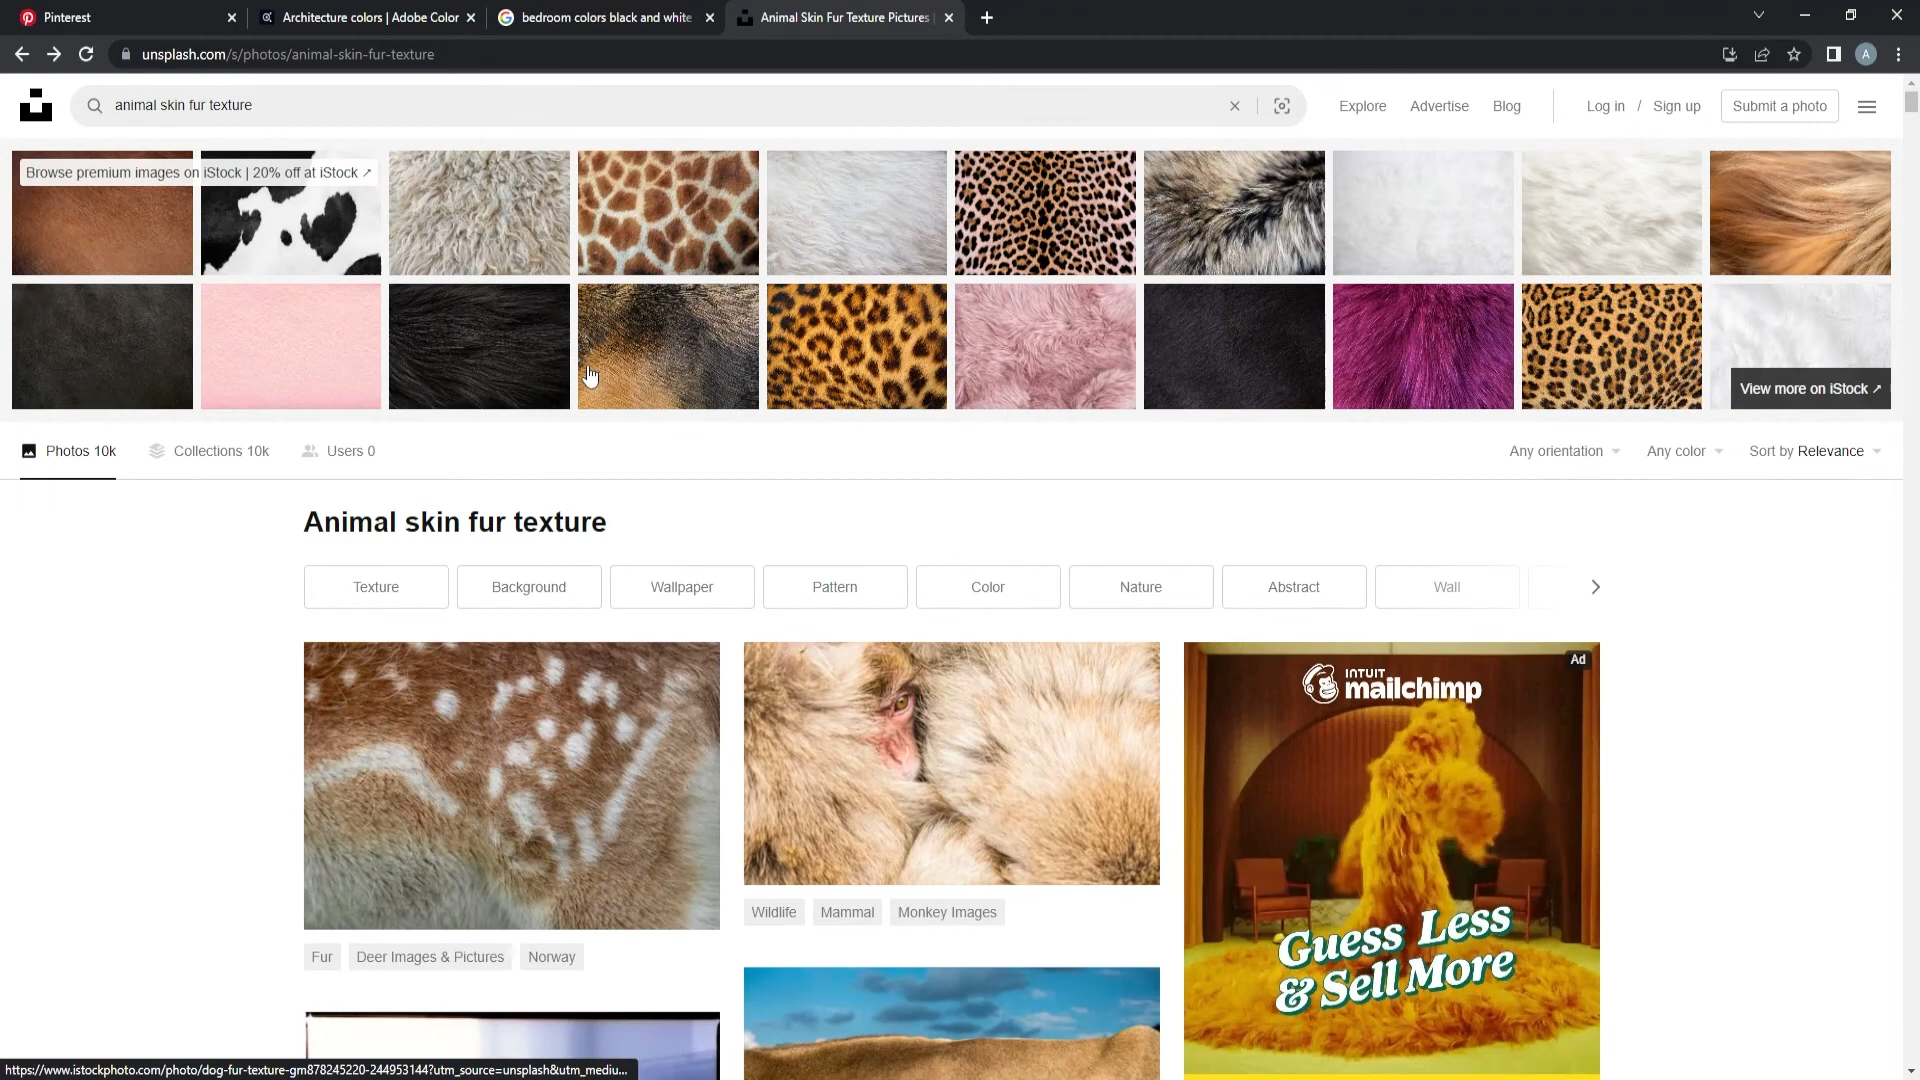 Pinterest
Architecture colors | Adobe Color
bedroom colors black and white
Animal Skin Fur Texture Pictures
unsplash.com/s/photos/animal-skin-fur-texture
A
animal skin fur texture
Explore
Advertise
Blog
Log in / Sign up
Submit a photo
Browse premium images on iStock | 20% off at iStock ↗
View more on iStock ↗
Photos 10k
Collections 10k
Users 0
Any orientation
Any color
Sort by Relevance
Animal skin fur texture
Texture
Background
Wallpaper
Pattern
Color
Nature
Abstract
Wall
Ad
INTUIT
mailchimp
Guess Less
& Sell More
Wildlife
Mammal
Monkey Images
Fur
Deer Images & Pictures
Norway
https://www.istockphoto.com/photo/dog-fur-texture-gm878245220-244953144?utm_source=unsplash&utm_mediu...